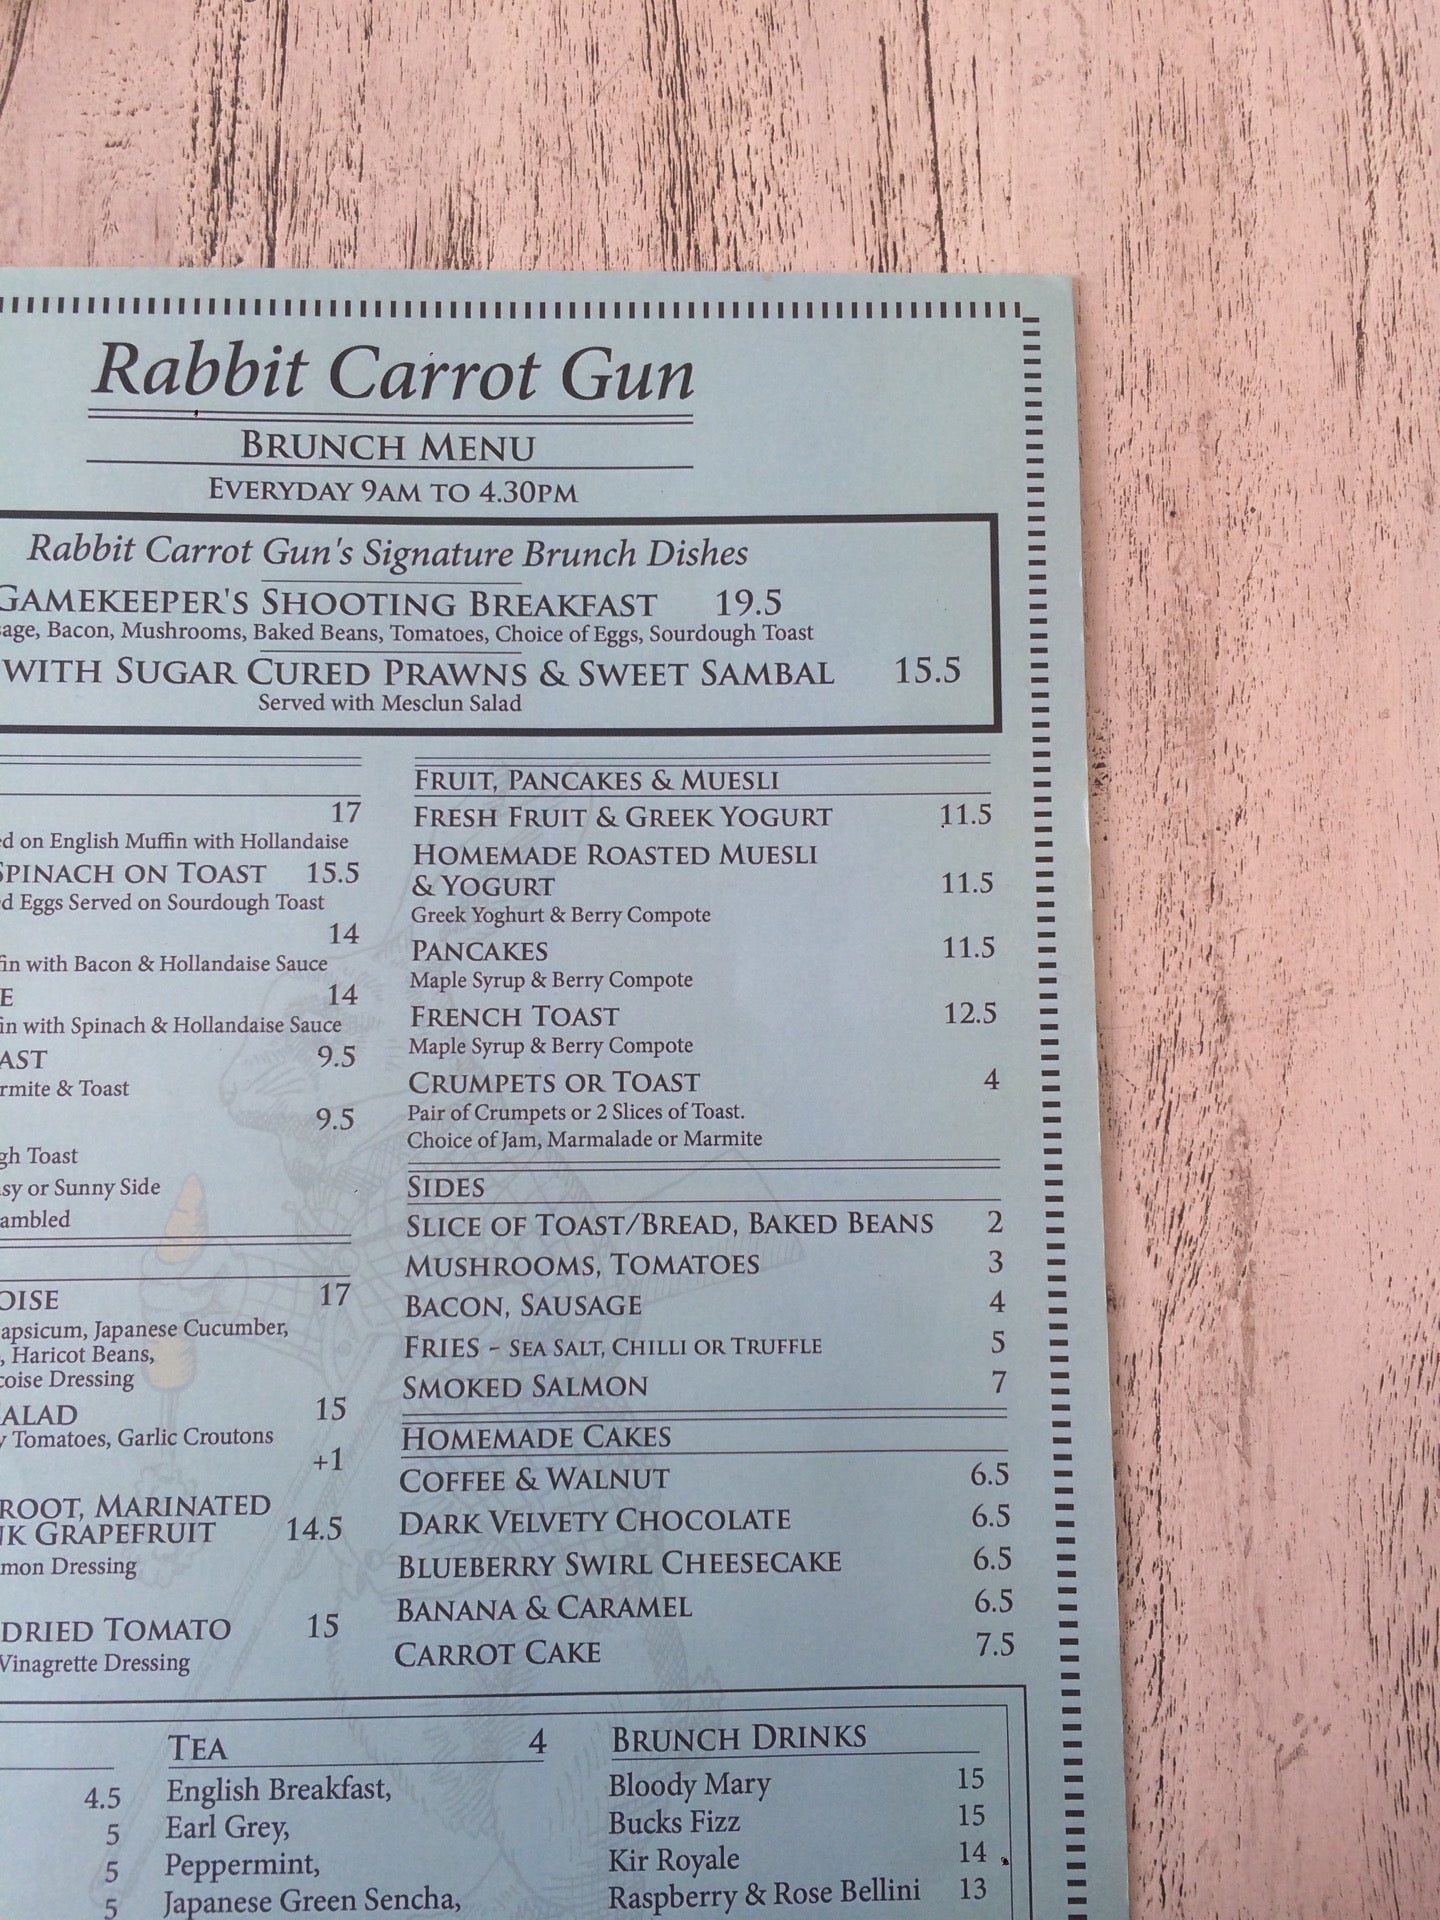 Rabbit Carrot Gun
BRUNCH MENU
EVERYDAY 9AM TO 4.30PM
Rabbit Carrot Gun's Signature Brunch Dishes
GAMEKEEPER'S SHOOTING BREAKFAST 19.5
Bacon, Mushrooms, Baked Beans, Tomatoes, Choice of Eggs, Sourdough Toast
WITH SUGAR CURED PRAWNS & SWEET SAMBAL 15.5
Served with Mesclun Salad
17
on English Muffin with Hollandaise
SPINACH ON TOAST 15.5
Eggs Served on Sourdough Toast
14
with Bacon & Hollandaise Sauce
14
with Spinach & Hollandaise Sauce
9.5
& Toast
9.5
Toast
or Sunny Side
17
Japanese Cucumber,
Haricot Beans,
Dressing
15
Tomatoes, Garlic Croutons
+1
MARINATED
GRAPEFRUIT 14.5
Dressing
DRIED TOMATO 15
Vinagrette Dressing
FRUIT, PANCAKES & MUESLI
FRESH FRUIT & GREEK YOGURT 11.5
HOMEMADE ROASTED MUESLI
& YOGURT 11.5
Greek Yoghurt & Berry Compote
PANCAKES 11.5
Maple Syrup & Berry Compote
FRENCH TOAST 12.5
Maple Syrup & Berry Compote
CRUMPETS OR TOAST 4
Pair of Crumpets or 2 Slices of Toast.
Choice of Jam, Marmalade or Marmite
SIDES
SLICE OF TOAST/BREAD, BAKED BEANS 2
MUSHROOMS, TOMATOES 3
BACON, SAUSAGE 4
FRIES - SEA SALT, CHILLI OR TRUFFLE 5
SMOKED SALMON 7
HOMEMADE CAKES
COFFEE & WALNUT 6.5
DARK VELVETY CHOCOLATE 6.5
BLUEBERRY SWIRL CHEESECAKE 6.5
BANANA & CARAMEL 6.5
CARROT CAKE 7.5
4.5
5
5
5
TEA 4
English Breakfast,
Earl Grey,
Peppermint,
Japanese Green Sencha,
BRUNCH DRINKS
Bloody Mary 15
Bucks Fizz 15
Kir Royale 14
Raspberry & Rose Bellini 13